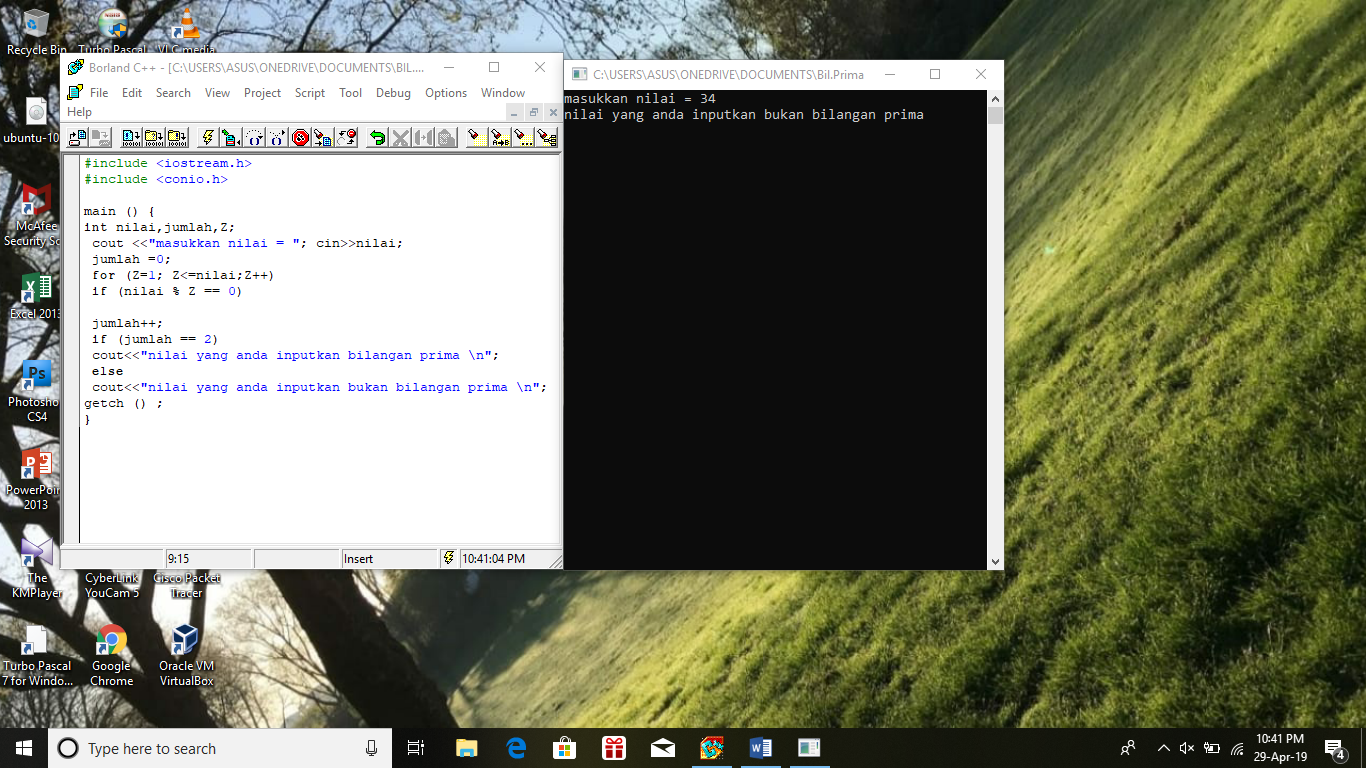 Recycle Bin
Turbo Pascal
VLC media
ubuntu-10
McAfee
Security Sc
Excel 2013
Ps
Photosho
CS4
PowerPoin
2013
The
KMPlayer
CyberLink
YouCam 5
Cisco Packet
Tracer
Turbo Pascal
7 for Windo...
Google
Chrome
Oracle VM
VirtualBox
Borland C++ - [C:\USERS\ASUS\ONEDRIVE\DOCUMENTS\BIL....
File Edit Search View Project Script Tool Debug Options Window
Help
#include <iostream.h>
#include <conio.h>
main () {
int nilai,jumlah,Z;
cout <<"masukkan nilai = "; cin>>nilai;
jumlah =0;
for (Z=1; Z<=nilai;Z++)
if (nilai % Z == 0)
jumlah++;
if (jumlah == 2)
cout<<"nilai yang anda inputkan bilangan prima \n";
else
cout<<"nilai yang anda inputkan bukan bilangan prima \n";
getch () ;
}
9:15 Insert 10:41:04 PM
C:\USERS\ASUS\ONEDRIVE\DOCUMENTS\Bil.Prima
masukkan nilai = 34
nilai yang anda inputkan bukan bilangan prima
Type here to search
10:41 PM
29-Apr-19
4